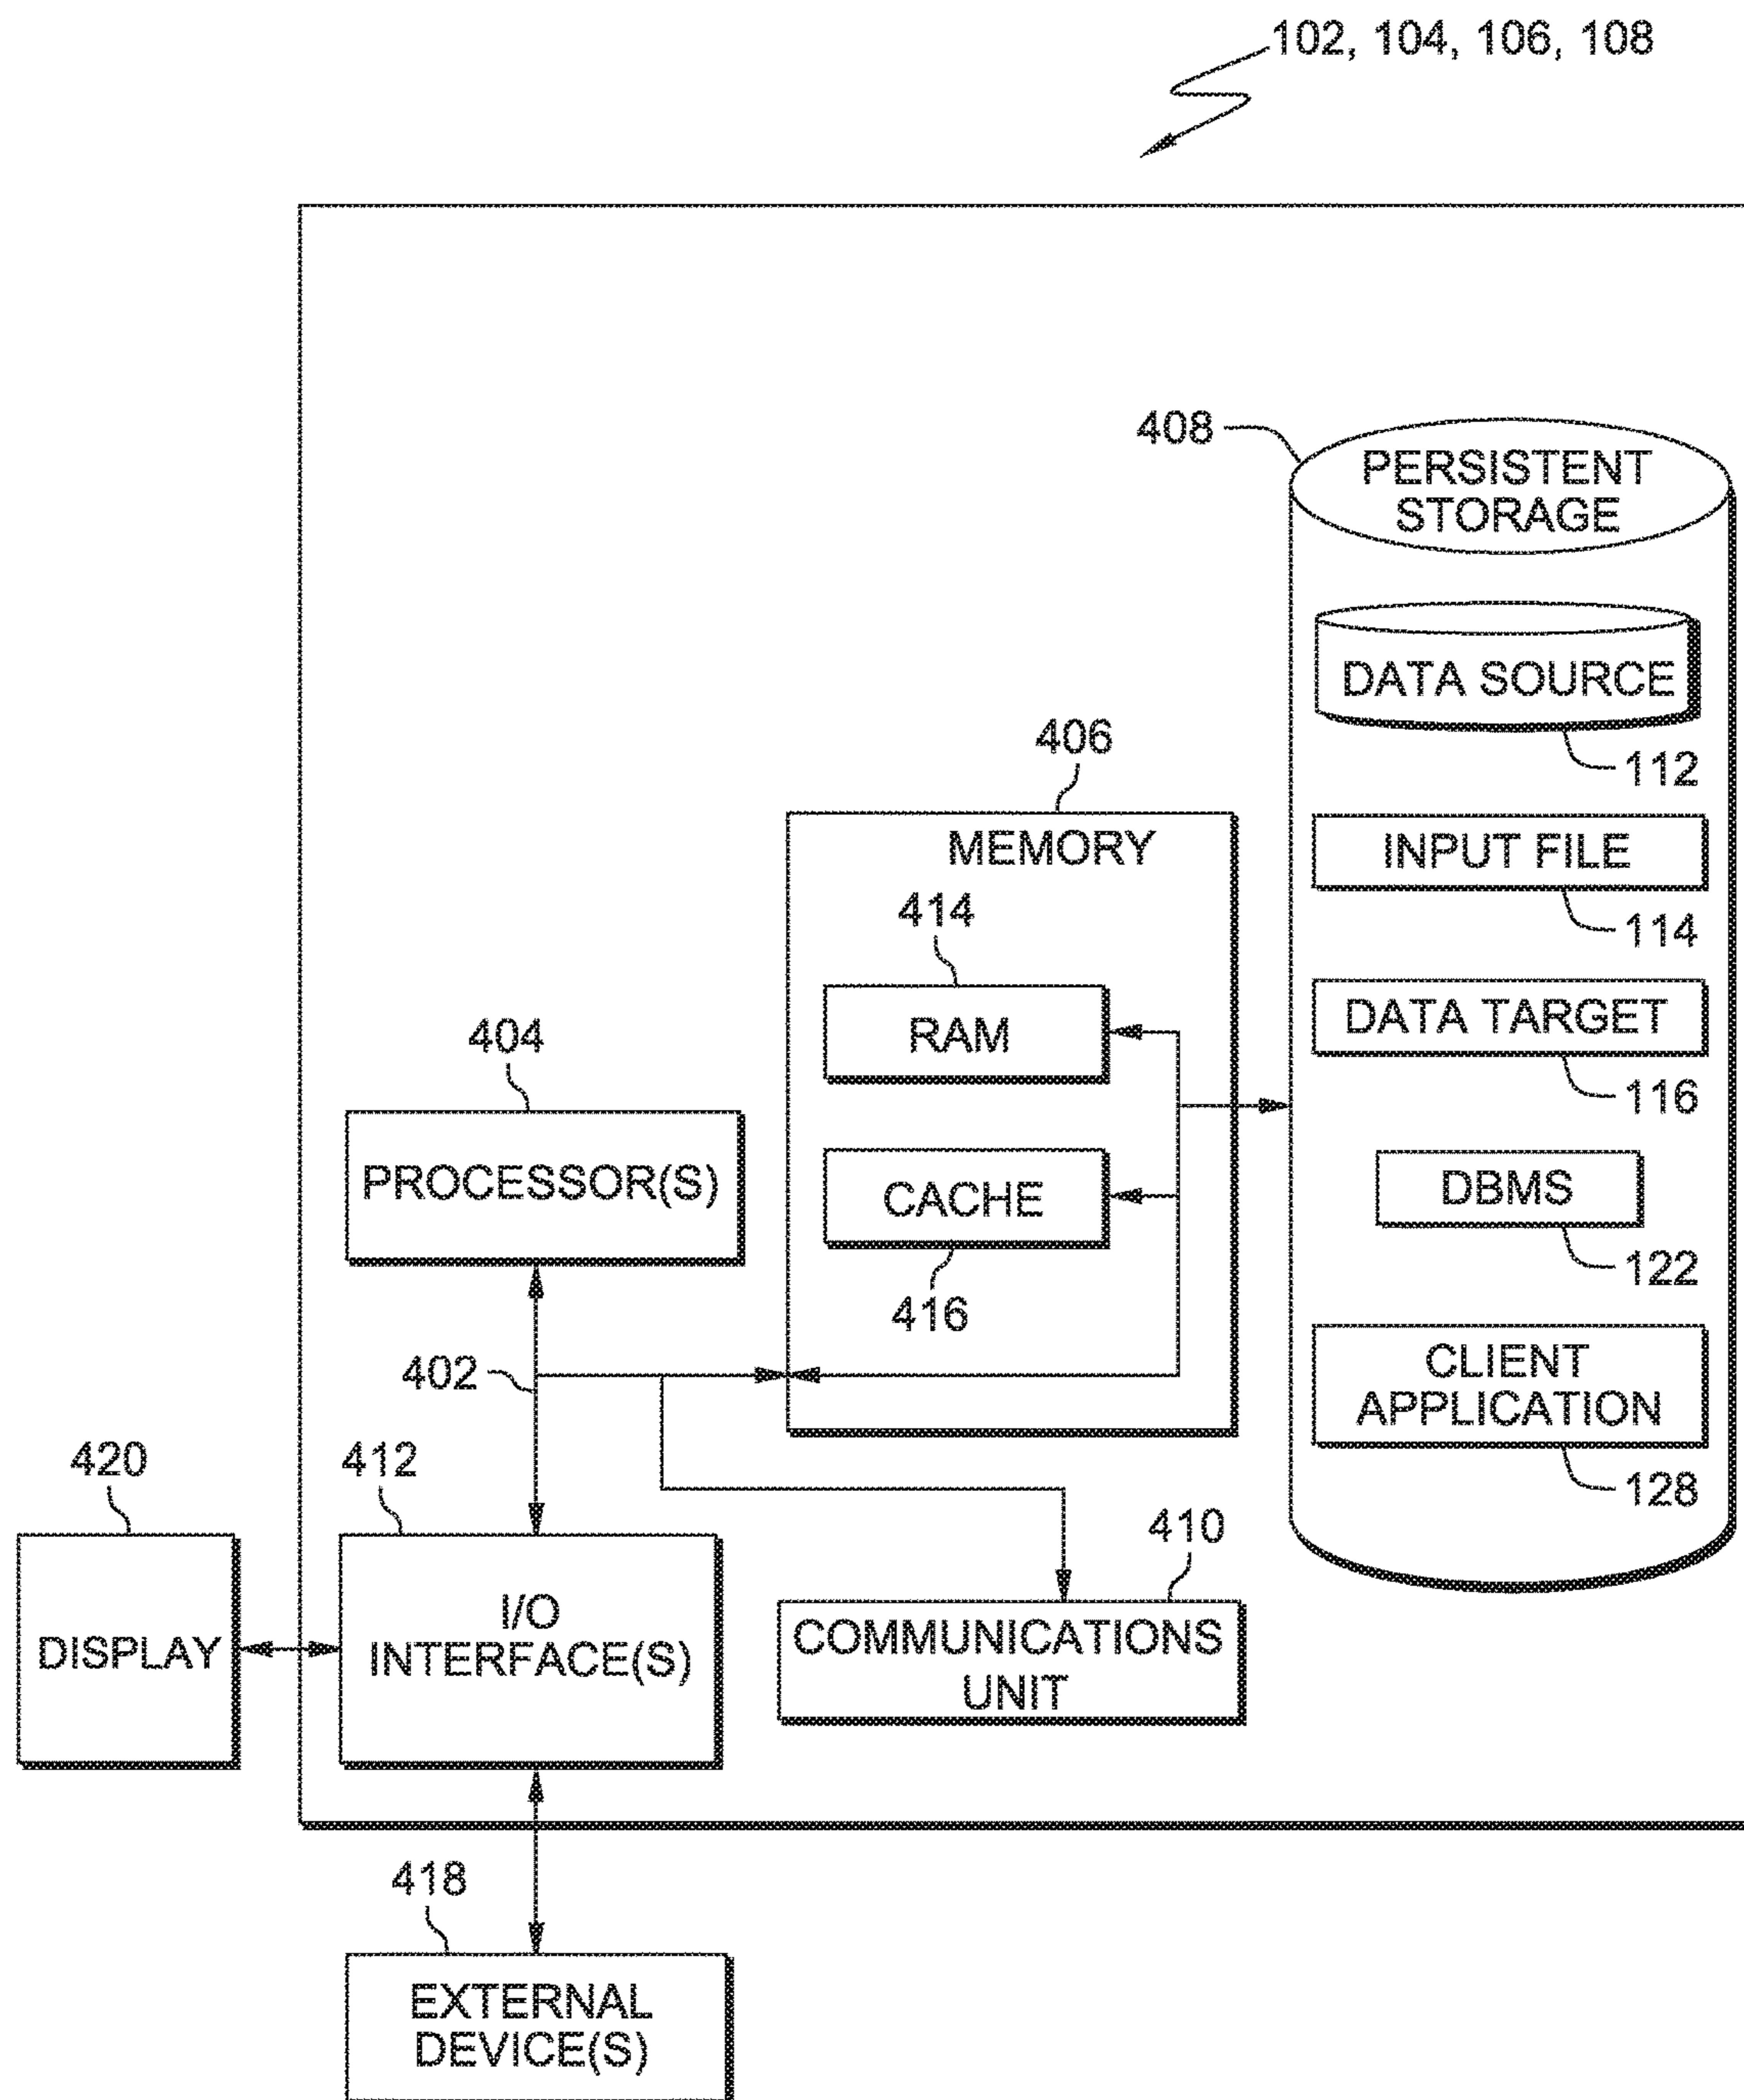 102, 104, 106, 108
408
PERSISTENT
STORAGE
DATA SOURCE
112
INPUT FILE
114
DATA TARGET
116
DBMS
122
CLIENT
APPLICATION
128
406
MEMORY
414
RAM
CACHE
416
404
PROCESSOR(S)
402
420
DISPLAY
412
I/O
INTERFACE(S)
410
COMMUNICATIONS
UNIT
418
EXTERNAL
DEVICE(S)